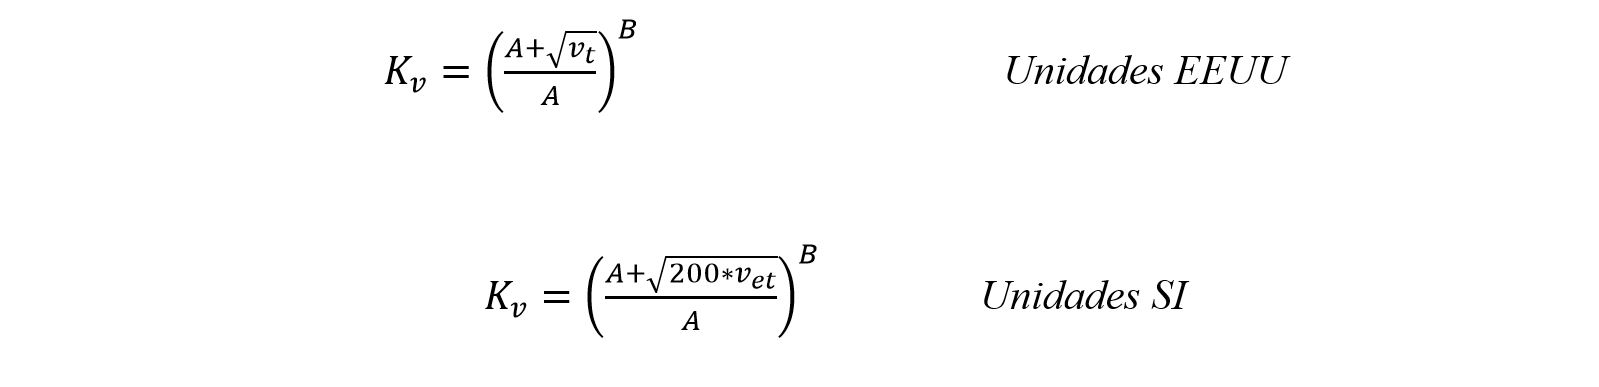 K_v = ((A+√v_t)/A)^B Unidades EEUU
K_v = ((A+√(200*v_et))/A)^B Unidades SI